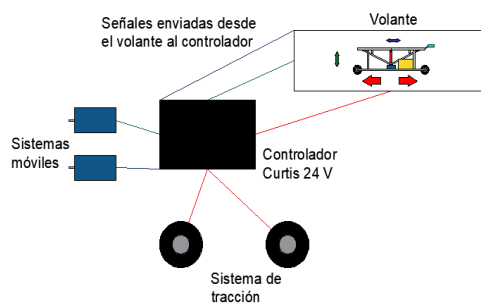 Señales enviadas desde
el volante al controlador
Volante
Sistemas
móviles
Controlador
Curtis 24 V
Sistema de
tracción